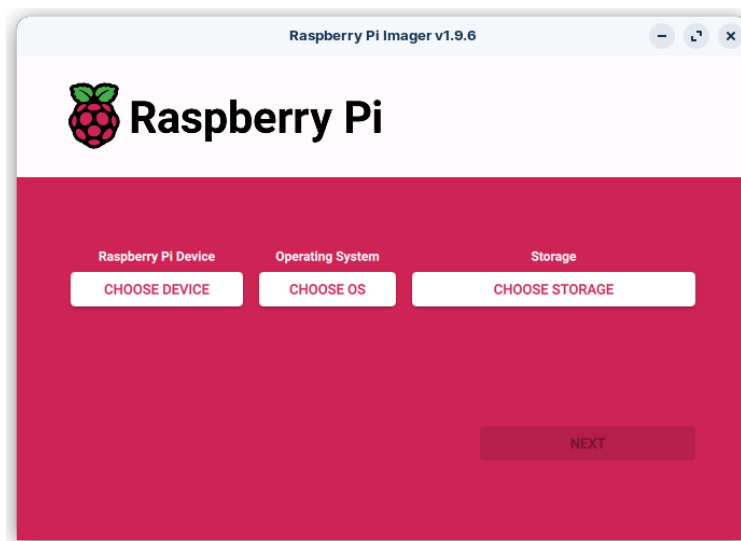 Raspberry Pi Imager v1.9.6
Raspberry Pi
Raspberry Pi Device Operating System Storage
CHOOSE DEVICE CHOOSE OS CHOOSE STORAGE
NEXT